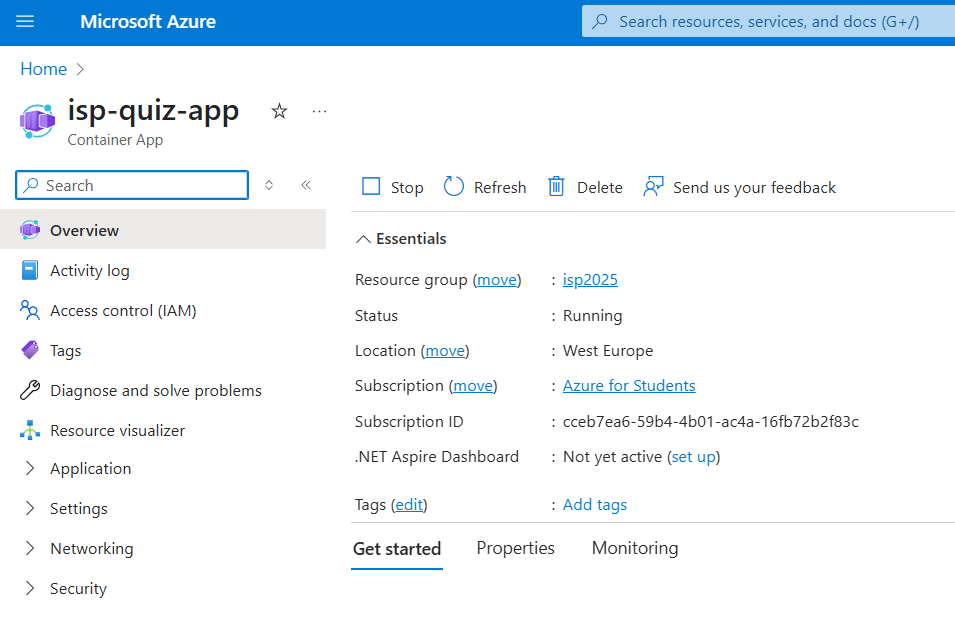 Microsoft Azure
Search resources, services, and docs (G+/)
Home
isp-quiz-app
Container App
Search
Stop Refresh Delete Send us your feedback
Overview
Activity log
Access control (IAM)
Tags
Diagnose and solve problems
Resource visualizer
Application
Settings
Networking
Security
Essentials
Resource group (move) : isp2025
Status : Running
Location (move) : West Europe
Subscription (move) : Azure for Students
Subscription ID : cceb7ea6-59b4-4b01-ac4a-16fb72b2f83c
.NET Aspire Dashboard : Not yet active (set up)
Tags (edit) : Add tags
Get started Properties Monitoring